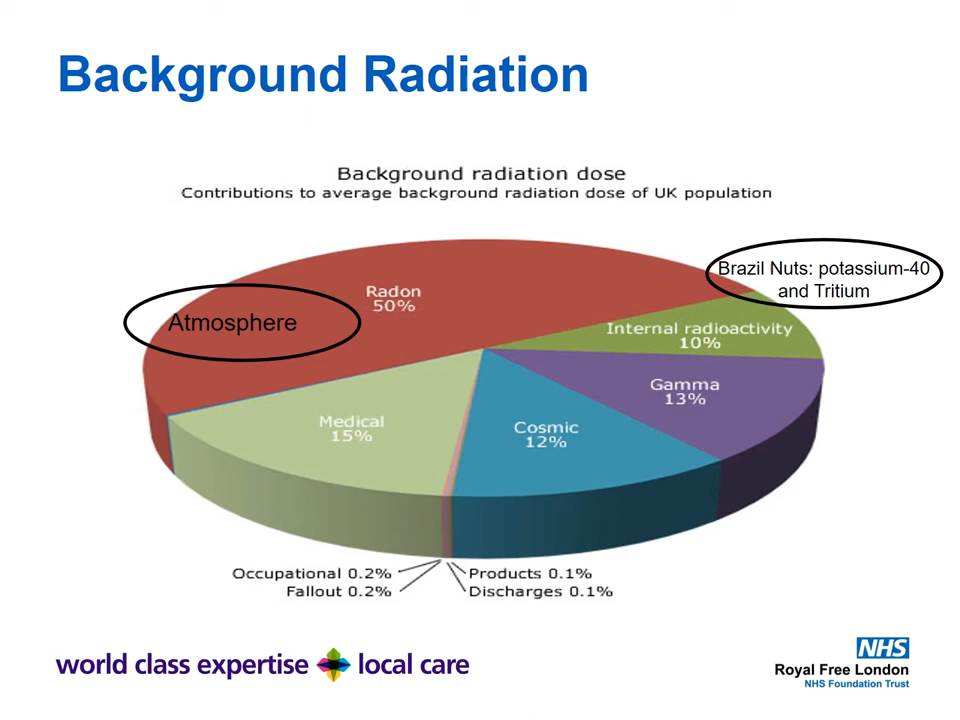 Background Radiation
Background radiation dose
Contributions to average background radiation dose of UK population
Radon
50%
Atmosphere
Brazil Nuts: potassium-40
and Tritium
Internal radioactivity
10%
Gamma
13%
Medical
15%
Cosmic
12%
Occupational 0.2%
Products 0.1%
Fallout 0.2%
Discharges 0.1%
world class expertise local care
NHS
Royal Free London
NHS Foundation Trust